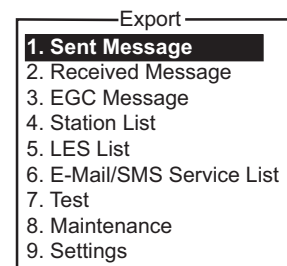 Export
1. Sent Message
2. Received Message
3. EGC Message
4. Station List
5. LES List
6. E-Mail/SMS Service List
7. Test
8. Maintenance
9. Settings